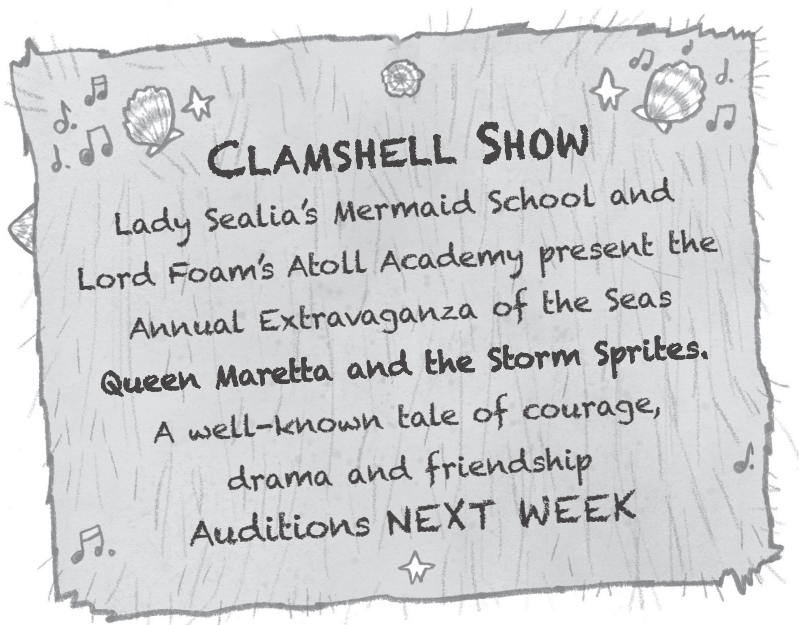 Clamshell Show
Lady Sealia's Mermaid School and
Lord Foam's Atoll Academy present the
Annual Extravaganza of the Seas
Queen Maretta and the Storm Sprites.
A well-known tale of courage,
drama and friendship
Auditions NEXT WEEK